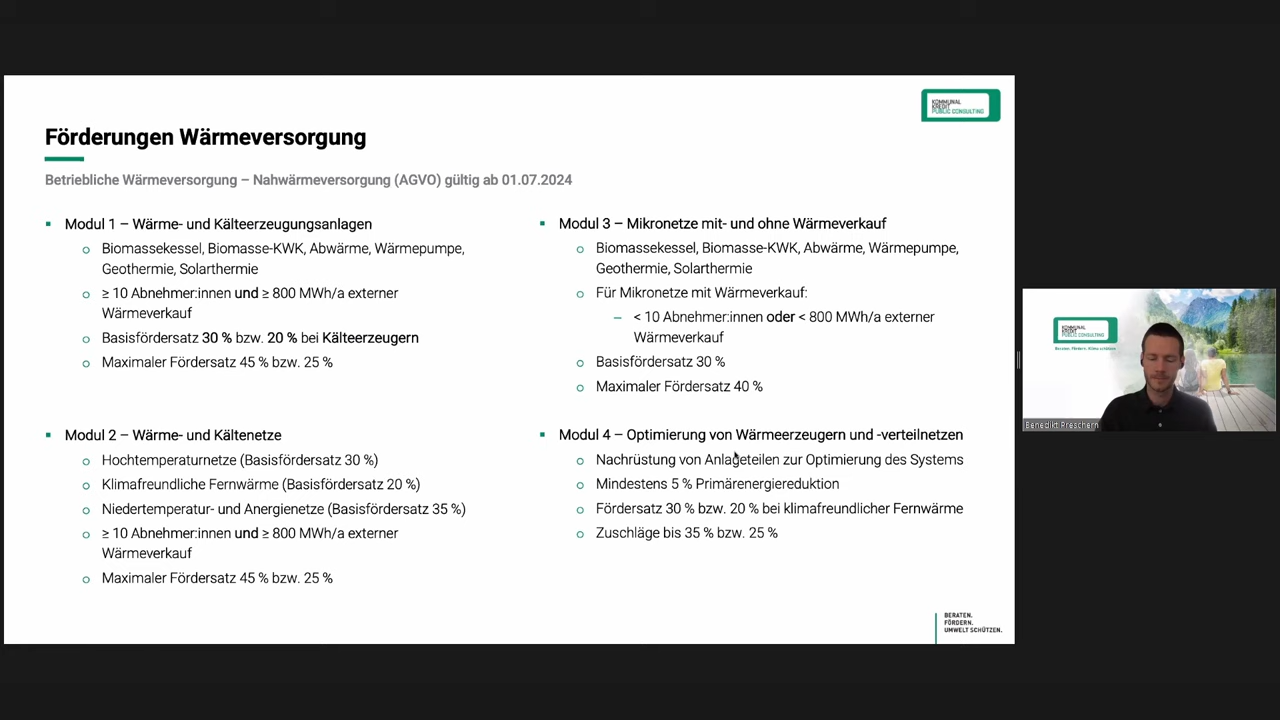 KOMMUNAL
KREDIT
PUBLIC CONSULTING
Förderungen Wärmeversorgung
Betriebliche Wärmeversorgung – Nahwärmeversorgung (AGVO) gültig ab 01.07.2024
Modul 1 – Wärme- und Kälteerzeugungsanlagen
Biomassekessel, Biomasse-KWK, Abwärme, Wärmepumpe,
Geothermie, Solarthermie
≥ 10 Abnehmer:innen und ≥ 800 MWh/a externer
Wärmeverkauf
Basisfördersatz 30 % bzw. 20 % bei Kälteerzeugern
Maximaler Fördersatz 45 % bzw. 25 %
Modul 2 – Wärme- und Kältenetze
Hochtemperaturnetze (Basisfördersatz 30 %)
Klimafreundliche Fernwärme (Basisfördersatz 20 %)
Niedertemperatur- und Anergienetze (Basisfördersatz 35 %)
≥ 10 Abnehmer:innen und ≥ 800 MWh/a externer
Wärmeverkauf
Maximaler Fördersatz 45 % bzw. 25 %
Modul 3 – Mikronetze mit- und ohne Wärmeverkauf
Biomassekessel, Biomasse-KWK, Abwärme, Wärmepumpe,
Geothermie, Solarthermie
Für Mikronetze mit Wärmeverkauf:
– < 10 Abnehmer:innen oder < 800 MWh/a externer
Wärmeverkauf
Basisfördersatz 30 %
Maximaler Fördersatz 40 %
Modul 4 – Optimierung von Wärmeerzeugern und -verteilnetzen
Nachrüstung von Anlageteilen zur Optimierung des Systems
Mindestens 5 % Primärenergiereduktion
Fördersatz 30 % bzw. 20 % bei klimafreundlicher Fernwärme
Zuschläge bis 35 % bzw. 25 %
BERATEN.
FÖRDERN.
UMWELT SCHÜTZEN.
KOMMUNAL
KREDIT
PUBLIC CONSULTING
Benedikt Preschern